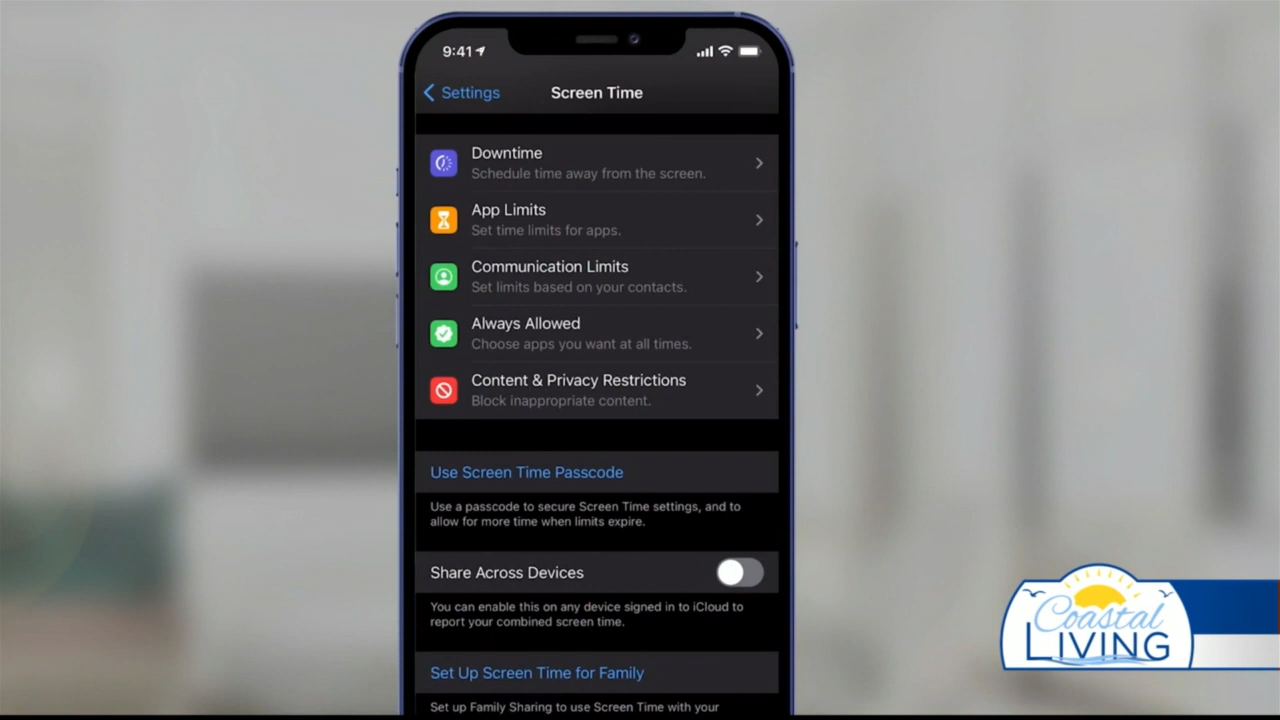 9:41
Settings
Screen Time
Downtime
Schedule time away from the screen.
App Limits
Set time limits for apps.
Communication Limits
Set limits based on your contacts.
Always Allowed
Choose apps you want at all times.
Content & Privacy Restrictions
Block inappropriate content.
Use Screen Time Passcode
Use a passcode to secure Screen Time settings, and to
allow for more time when limits expire.
Share Across Devices
You can enable this on any device signed in to iCloud to
report your combined screen time.
Set Up Screen Time for Family
Set up Family Sharing to use Screen Time with your
Coastal
LIVING